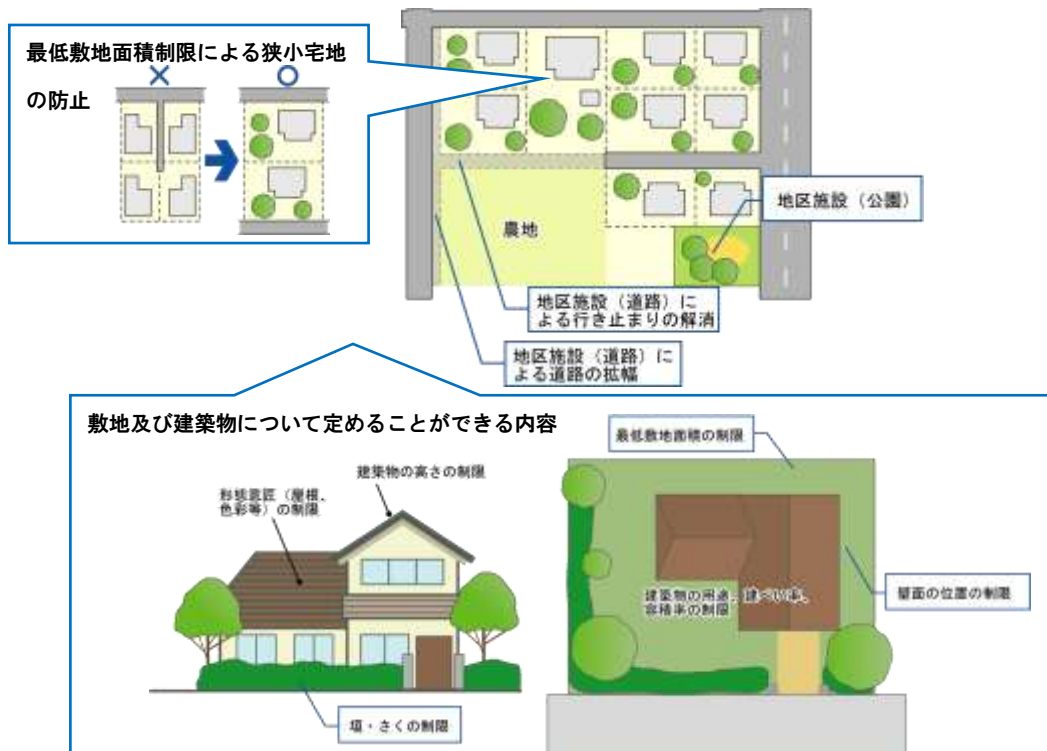 最低敷地面積制限による狭小宅地
の防止
農地
地区施設（公園）
地区施設（道路）に
よる行き止まりの解消
地区施設（道路）に
よる道路の拡幅
敷地及び建築物について定めることができる内容
建築物の高さの制限
形態意匠（屋根、
色彩等）の制限
垣・さくの制限
最低敷地面積の制限
建築物の用途、建ぺい率、
容積率の制限
壁面の位置の制限